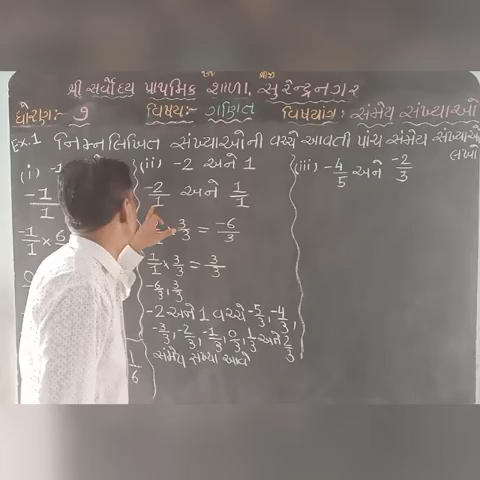 શ્રી સર્વોદય પ્રાથમિક શાળા, સુરેન્દ્રનગર
ધોરણ:- ૭ વિષય:- ગણિત વિષયાંગ:- સંમેય સંખ્યાઓ
Ex.1 નિમ્નલિખિત સંખ્યાઓની વચ્ચે આવતી પાંચ સંમેય સંખ્યાઓ
લખો
(i) -1
-1/1
-1/1 × 6
1/6
(ii) -2 અને 1
-2/1 અને 1/1
3/3 = -6/3
1/1 × 3/3 = 3/3
-6/3, 3/3
-2 અને 1 વચ્ચે -5/3, -4/3,
-3/3, -2/3, -1/3, 0/3, 1/3 અને 2/3
સંમેય સંખ્યા આવે
(iii) -4/5 અને -2/3